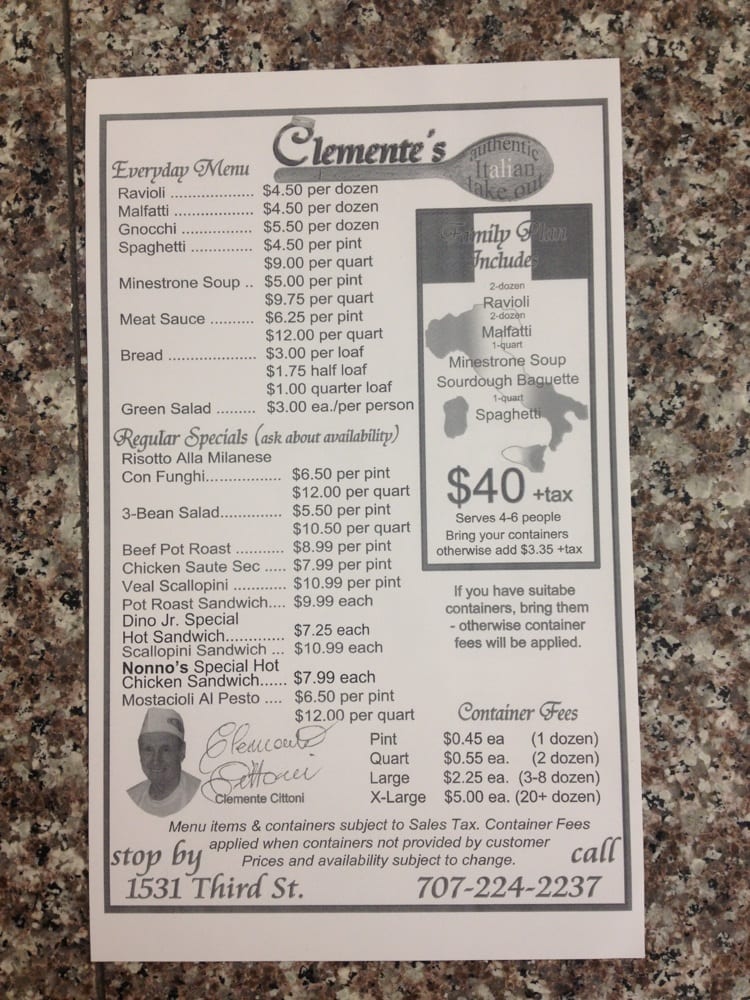 Clemente's
authentic
Italian
take out
Everyday Menu
Ravioli .................. $4.50 per dozen
Malfatti .................... $4.50 per dozen
Gnocchi ................. $5.50 per dozen
Spaghetti ............... $4.50 per pint
$9.00 per quart
Minestrone Soup .. $5.00 per pint
$9.75 per quart
Meat Sauce .......... $6.25 per pint
$12.00 per quart
Bread .................... $3.00 per loaf
$1.75 half loaf
$1.00 quarter loaf
Green Salad ......... $3.00 ea./per person
Regular Specials (ask about availability)
Risotto Alla Milanese
Con Funghi................. $6.50 per pint
$12.00 per quart
3-Bean Salad.............. $5.50 per pint
$10.50 per quart
Beef Pot Roast ........... $8.99 per pint
Chicken Saute Sec ..... $7.99 per pint
Veal Scallopini ............ $10.99 per pint
Pot Roast Sandwich.... $9.99 each
Dino Jr. Special
Hot Sandwich............. $7.25 each
Scallopini Sandwich ... $10.99 each
Nonno's Special Hot
Chicken Sandwich...... $7.99 each
Mostacioli Al Pesto .... $6.50 per pint
$12.00 per quart
Family Plan
Includes
2-dozen
Ravioli
2-dozen
Malfatti
1-quart
Minestrone Soup
Sourdough Baguette
1-quart
Spaghetti
$40 +tax
Serves 4-6 people
Bring your containers
otherwise add $3.35 +tax
If you have suitabe
containers, bring them
- otherwise container
fees will be applied.
Container Fees
Pint $0.45 ea (1 dozen)
Quart $0.55 ea. (2 dozen)
Large $2.25 ea. (3-8 dozen)
X-Large $5.00 ea. (20+ dozen)
Clemente
Cittoni
Clemente Cittoni
Menu items & containers subject to Sales Tax. Container Fees
applied when containers not provided by customer
Prices and availability subject to change.
stop by
1531 Third St.
call
707-224-2237